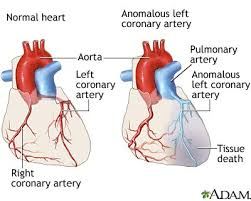 Normal heart
Anomalous left
coronary artery
Aorta
Left
coronary
artery
Pulmonary
artery
Anomalous left
coronary artery
Right
coronary artery
Tissue
death
ADAM.